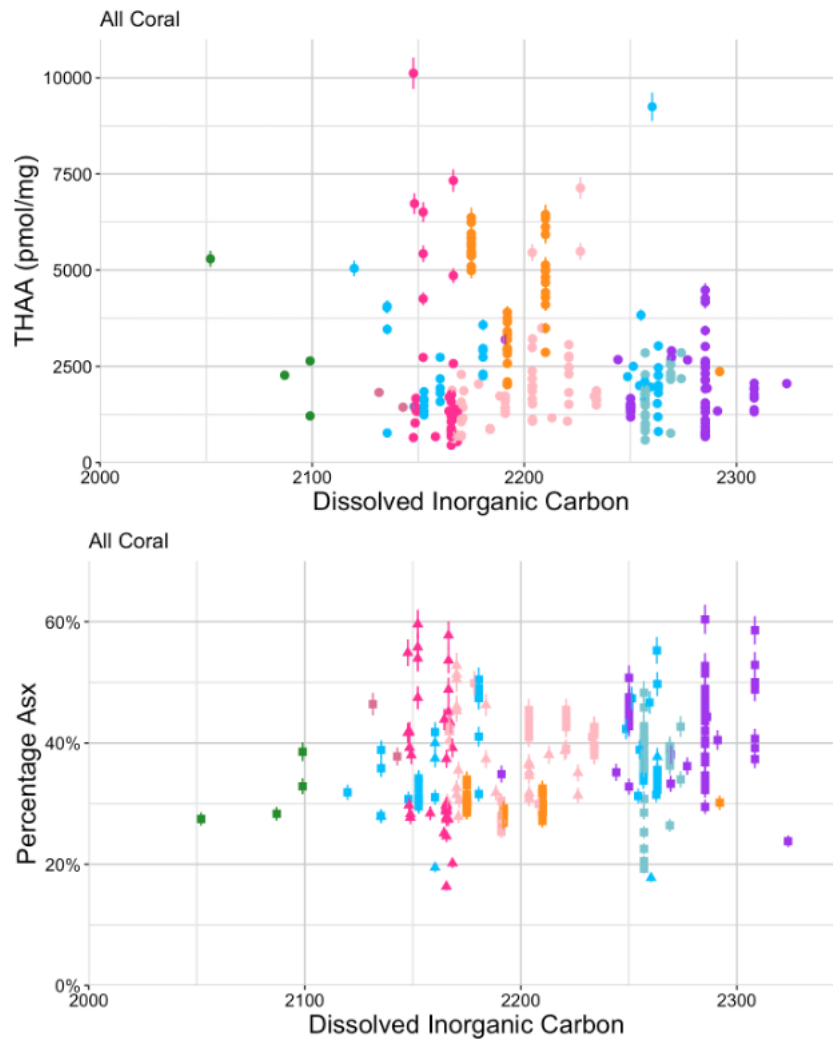 All Coral
10000
7500
5000
2500
0
THAA (pmol/mg)
2000 2100 2200 2300
Dissolved Inorganic Carbon
All Coral
60%
40%
20%
0%
Percentage Asx
2000 2100 2200 2300
Dissolved Inorganic Carbon